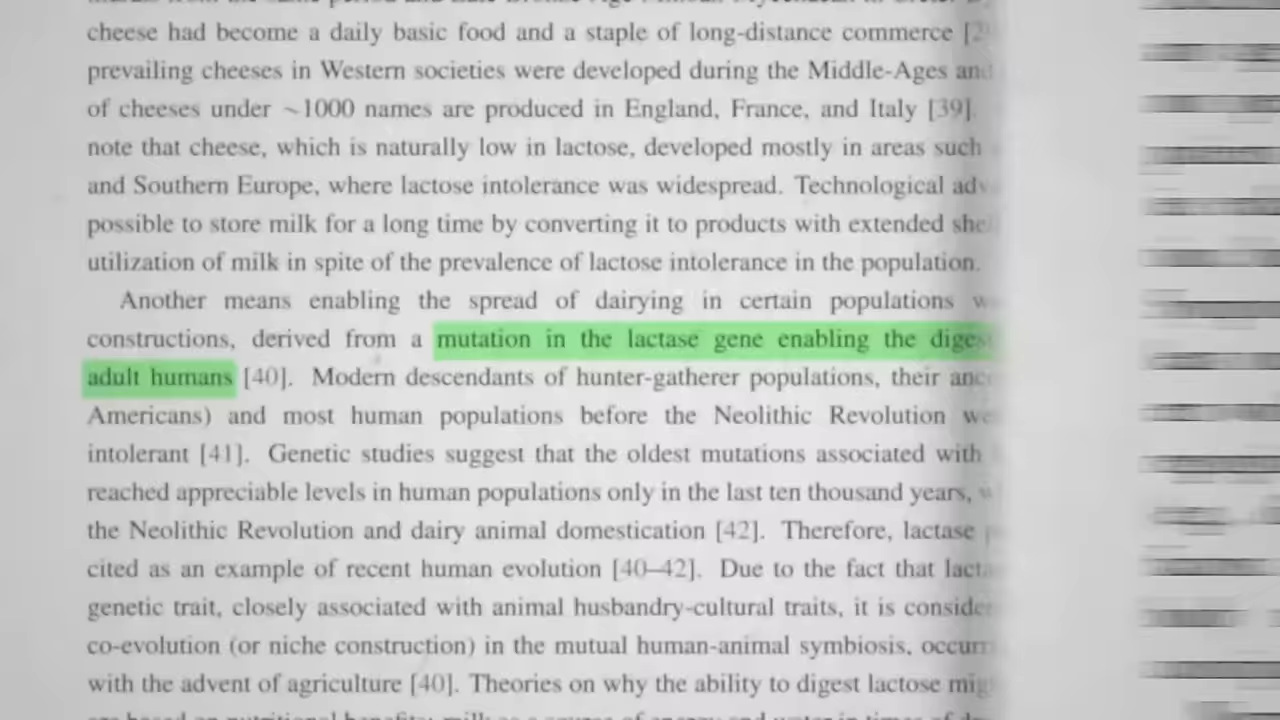 cheese had become a daily basic food and a staple of long-distance commerce
prevailing cheeses in Western societies were developed during the Middle-Ages and
of cheeses under ~1000 names are produced in England, France, and Italy [39].
note that cheese, which is naturally low in lactose, developed mostly in areas such
and Southern Europe, where lactose intolerance was widespread. Technological
possible to store milk for a long time by converting it to products with extended
utilization of milk in spite of the prevalence of lactose intolerance in the population.
Another means enabling the spread of dairying in certain populations
constructions, derived from a mutation in the lactase gene enabling the
adult humans [40]. Modern descendants of hunter-gatherer populations, their
Americans) and most human populations before the Neolithic Revolution
intolerant [41]. Genetic studies suggest that the oldest mutations associated with
reached appreciable levels in human populations only in the last ten thousand years,
the Neolithic Revolution and dairy animal domestication [42]. Therefore, lactase
cited as an example of recent human evolution [40–42]. Due to the fact that
genetic trait, closely associated with animal husbandry-cultural traits, it is
co-evolution (or niche construction) in the mutual human-animal symbiosis,
with the advent of agriculture [40]. Theories on why the ability to digest lactose